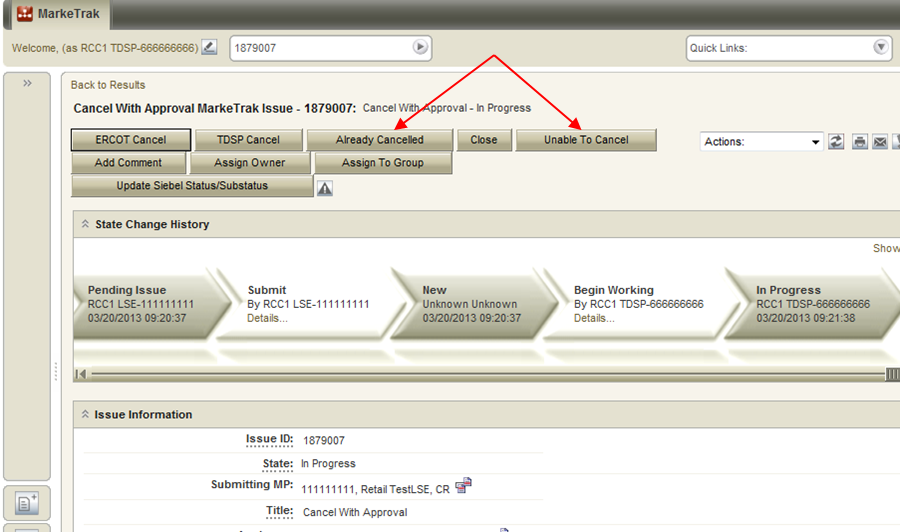 MarkeTrak
Welcome, (as RCC1 TDSP-666666666) 1879007 Quick Links:
Back to Results
Cancel With Approval MarkeTrak Issue - 1879007: Cancel With Approval - In Progress
ERCOT Cancel TDSP Cancel Already Cancelled Close Unable To Cancel Actions:
Add Comment Assign Owner Assign To Group
Update Siebel Status/Substatus
State Change History
Show
Pending Issue Submit New Begin Working In Progress
RCC1 LSE-111111111 By RCC1 LSE-111111111 Unknown Unknown By RCC1 TDSP-666666666 RCC1 TDSP-666666666
03/20/2013 09:20:37 Details... 03/20/2013 09:20:37 Details... 03/20/2013 09:21:38
Issue Information
Issue ID: 1879007
State: In Progress
Submitting MP: 111111111, Retail TestLSE, CR
Title: Cancel With Approval